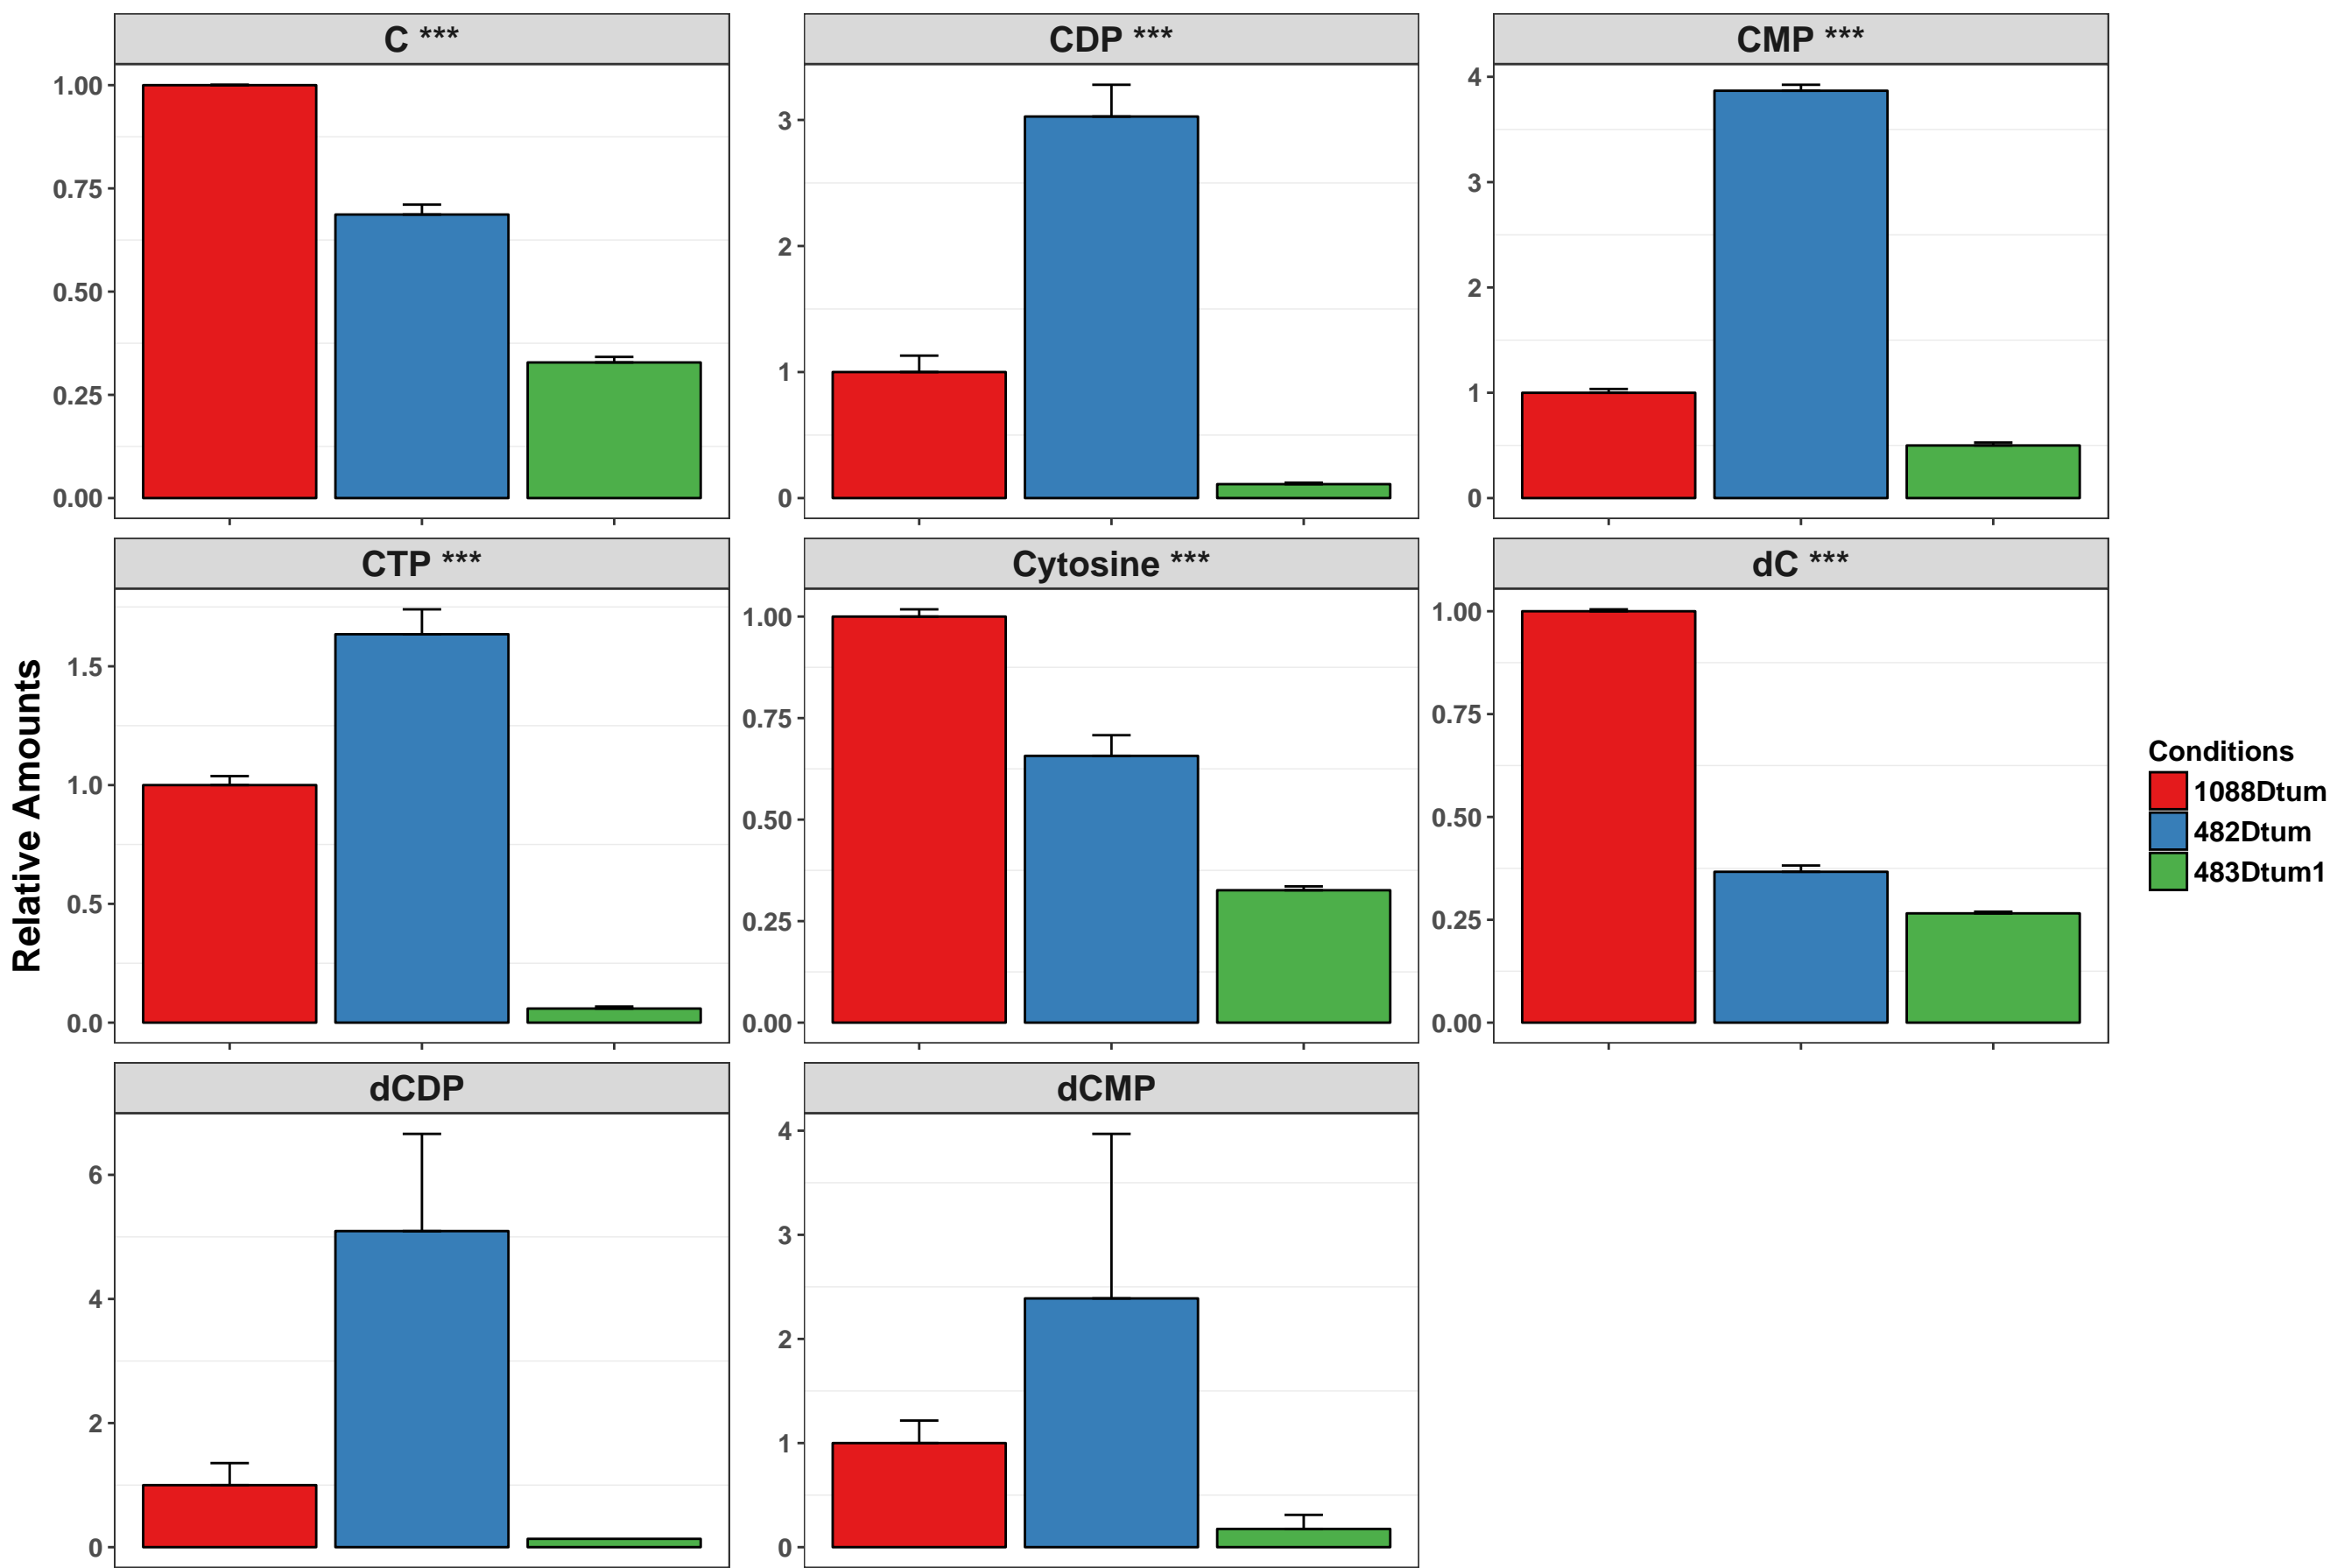 C ***
CDP ***
CMP ***
1.00
0.75
0.50
0.25
0.00
3
2
1
0
4
3
2
1
0
CTP ***
Cytosine ***
dC ***
1.5
1.0
0.5
0.0
1.00
0.75
0.50
0.25
0.00
1.00
0.75
0.50
0.25
0.00
dCDP
dCMP
6
4
2
0
4
3
2
1
0
Relative Amounts
Conditions
1088Dtum
482Dtum
483Dtum1